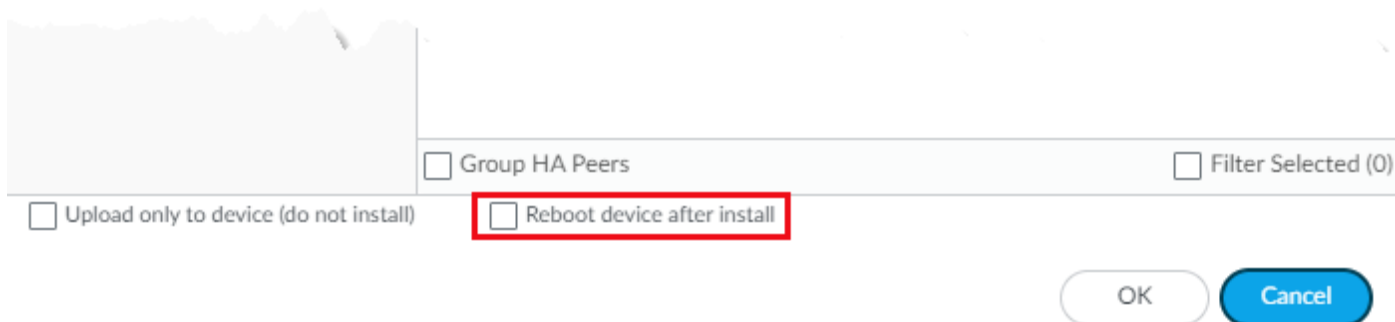 Group HA Peers Filter Selected (0)
Upload only to device (do not install) Reboot device after install
OK Cancel